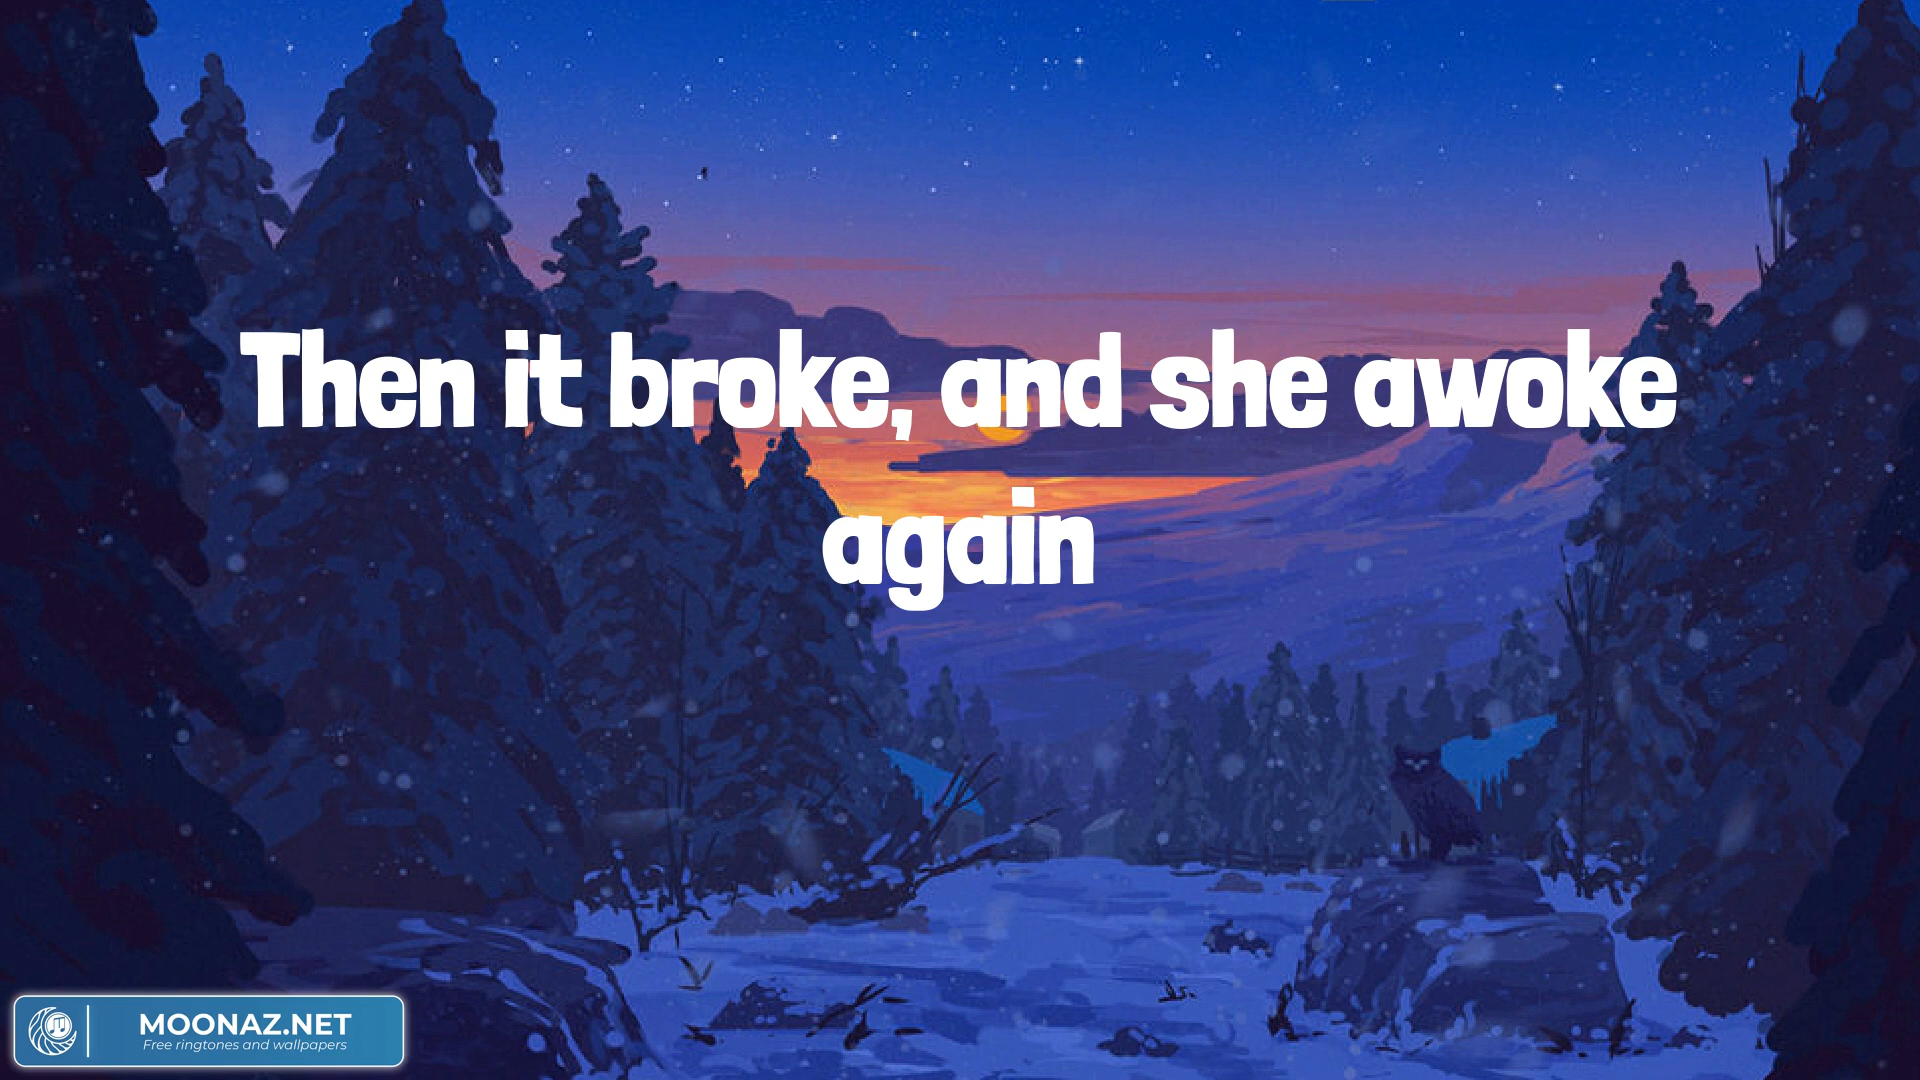 Then it broke, and she awoke
again
MOONAZ.NET
Free ringtones and wallpapers